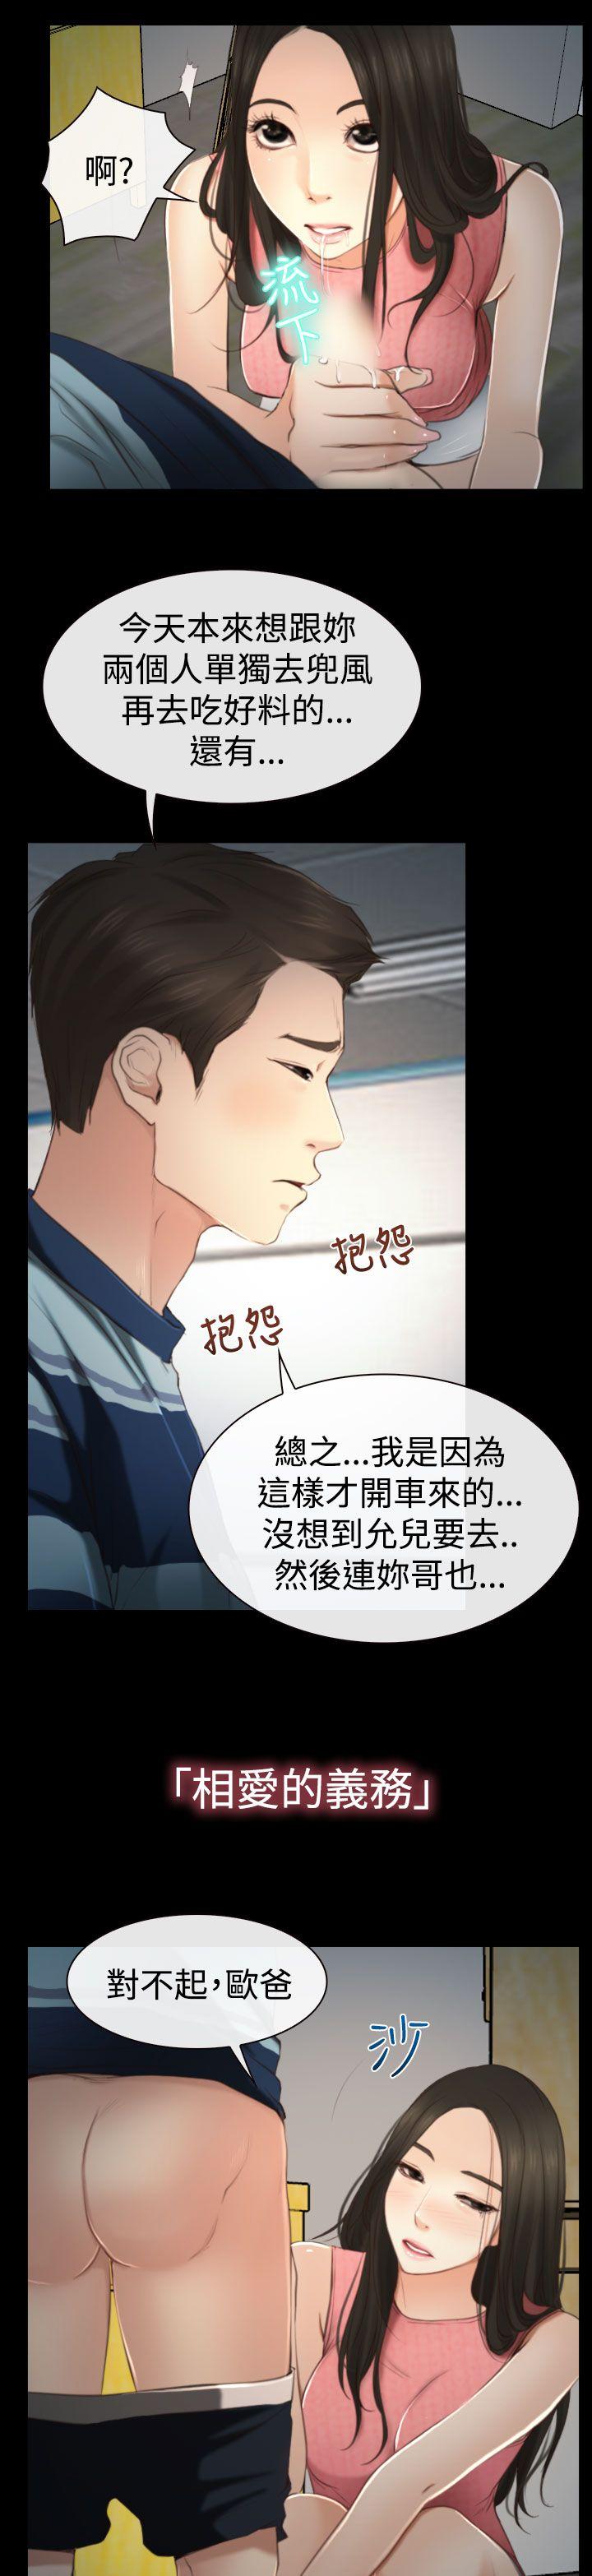 啊?
流下
今天本來想跟妳
兩個人單獨去兜風
再去吃好料的...
還有...
抱怨
抱怨
總之...我是因為
這樣才開車來的...
沒想到允兒要去..
然後連妳哥也...
「相愛的義務」
對不起,歐爸
沙